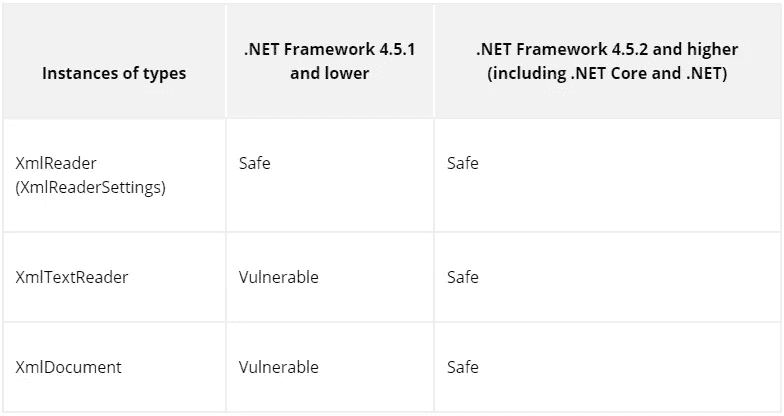 Instances of types
.NET Framework 4.5.1
and lower
.NET Framework 4.5.2 and higher
(including .NET Core and .NET)
XmlReader
(XmlReaderSettings)
Safe
Safe
XmlTextReader
Vulnerable
Safe
XmlDocument
Vulnerable
Safe